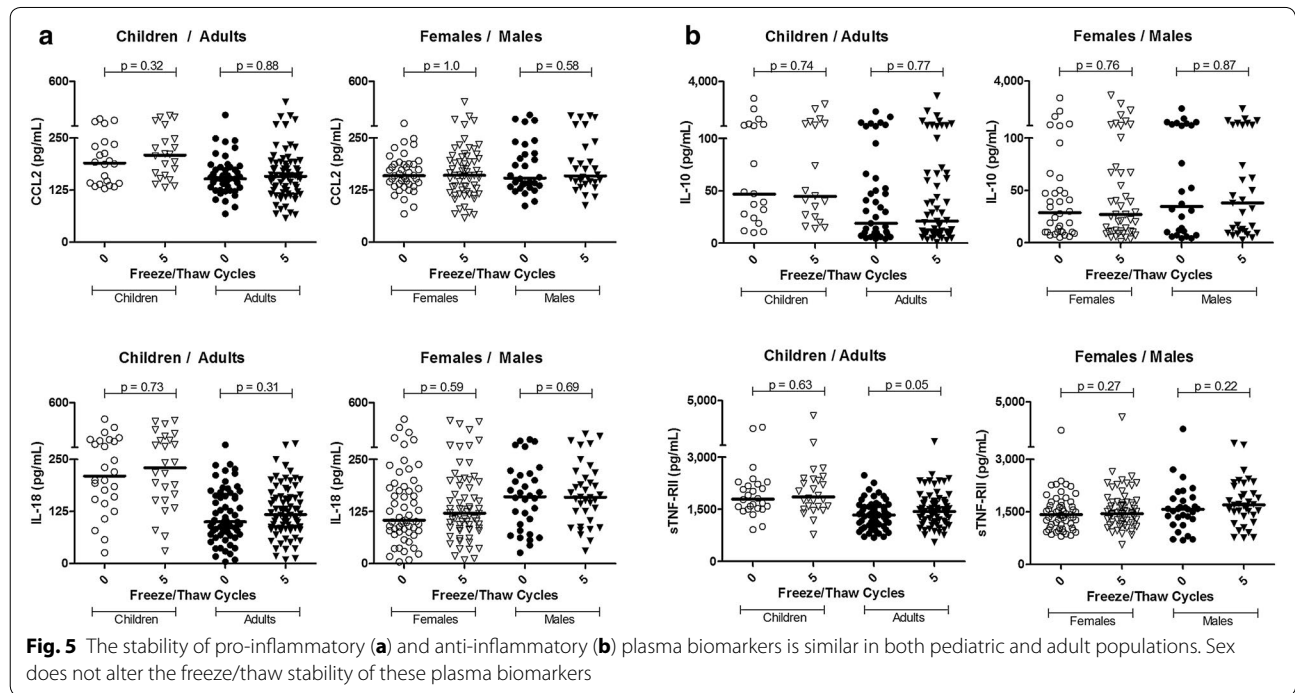 a
Children / Adults
p = 0.32
p = 0.88
600
250
125
0
CCL2 (pg/mL)
0
5
0
5
Freeze/Thaw Cycles
Children
Adults
Females / Males
p = 1.0
p = 0.58
600
250
125
0
CCL2 (pg/mL)
0
5
0
5
Freeze/Thaw Cycles
Females
Males
Children / Adults
p = 0.73
p = 0.31
600
250
125
0
IL-18 (pg/mL)
0
5
0
5
Freeze/Thaw Cycles
Children
Adults
Females / Males
p = 0.59
p = 0.69
600
250
125
0
IL-18 (pg/mL)
0
5
0
5
Freeze/Thaw Cycles
Females
Males
b
Children / Adults
p = 0.74
p = 0.77
4,000
100
50
0
IL-10 (pg/mL)
0
5
0
5
Freeze/Thaw Cycles
Children
Adults
Females / Males
p = 0.76
p = 0.87
4,000
100
50
0
IL-10 (pg/mL)
0
5
0
5
Freeze/Thaw Cycles
Females
Males
Children / Adults
p = 0.63
p = 0.05
5,000
3,000
1,500
0
sTNF-RII (pg/mL)
0
5
0
5
Freeze/Thaw Cycles
Children
Adults
Females / Males
p = 0.27
p = 0.22
5,000
3,000
1,500
0
sTNF-RII (pg/mL)
0
5
0
5
Freeze/Thaw Cycles
Females
Males
Fig. 5 The stability of pro-inflammatory (a) and anti-inflammatory (b) plasma biomarkers is similar in both pediatric and adult populations. Sex
does not alter the freeze/thaw stability of these plasma biomarkers